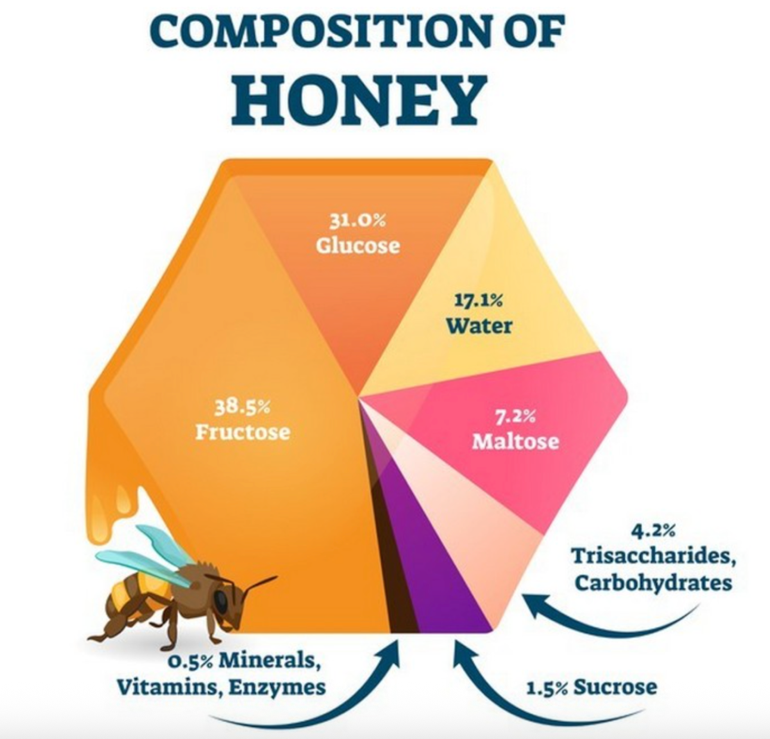 COMPOSITION OF
HONEY
31.0%
Glucose
17.1%
Water
38.5%
Fructose
7.2%
Maltose
4.2%
Trisaccharides,
Carbohydrates
0.5% Minerals,
Vitamins, Enzymes
1.5% Sucrose